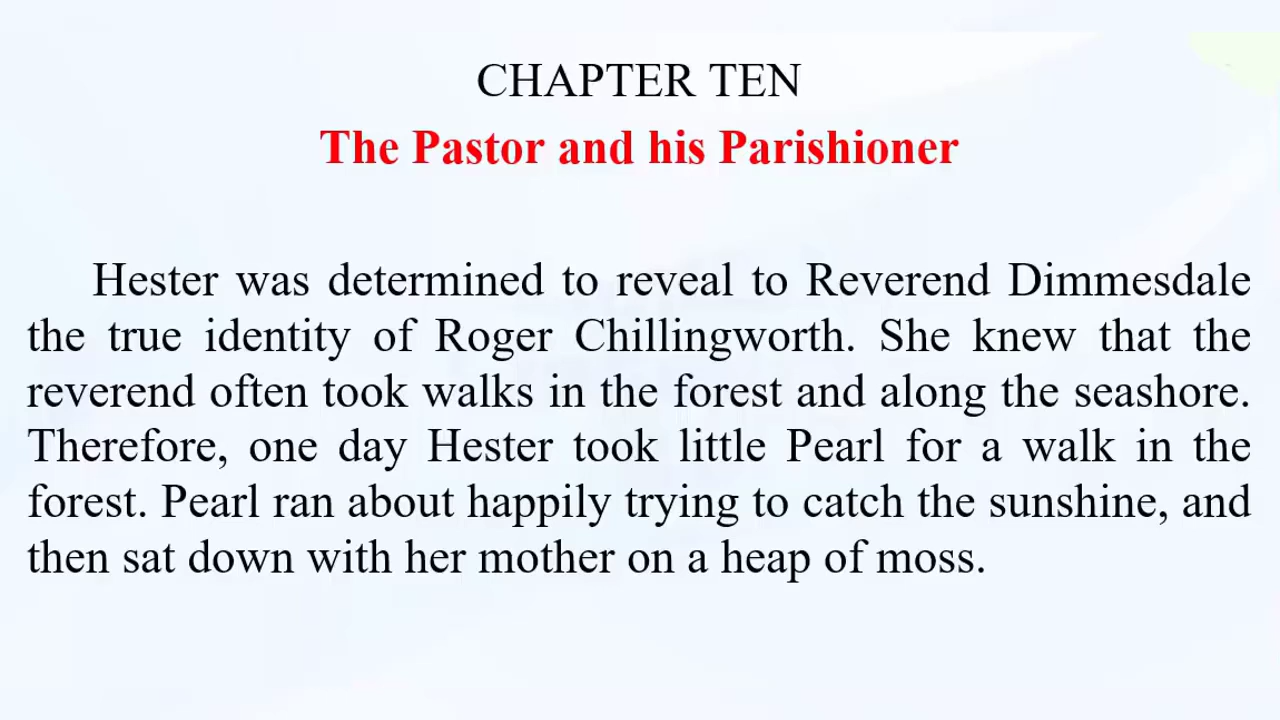 CHAPTER TEN
The Pastor and his Parishioner
Hester was determined to reveal to Reverend Dimmesdale
the true identity of Roger Chillingworth. She knew that the
reverend often took walks in the forest and along the seashore.
Therefore, one day Hester took little Pearl for a walk in the
forest. Pearl ran about happily trying to catch the sunshine, and
then sat down with her mother on a heap of moss.